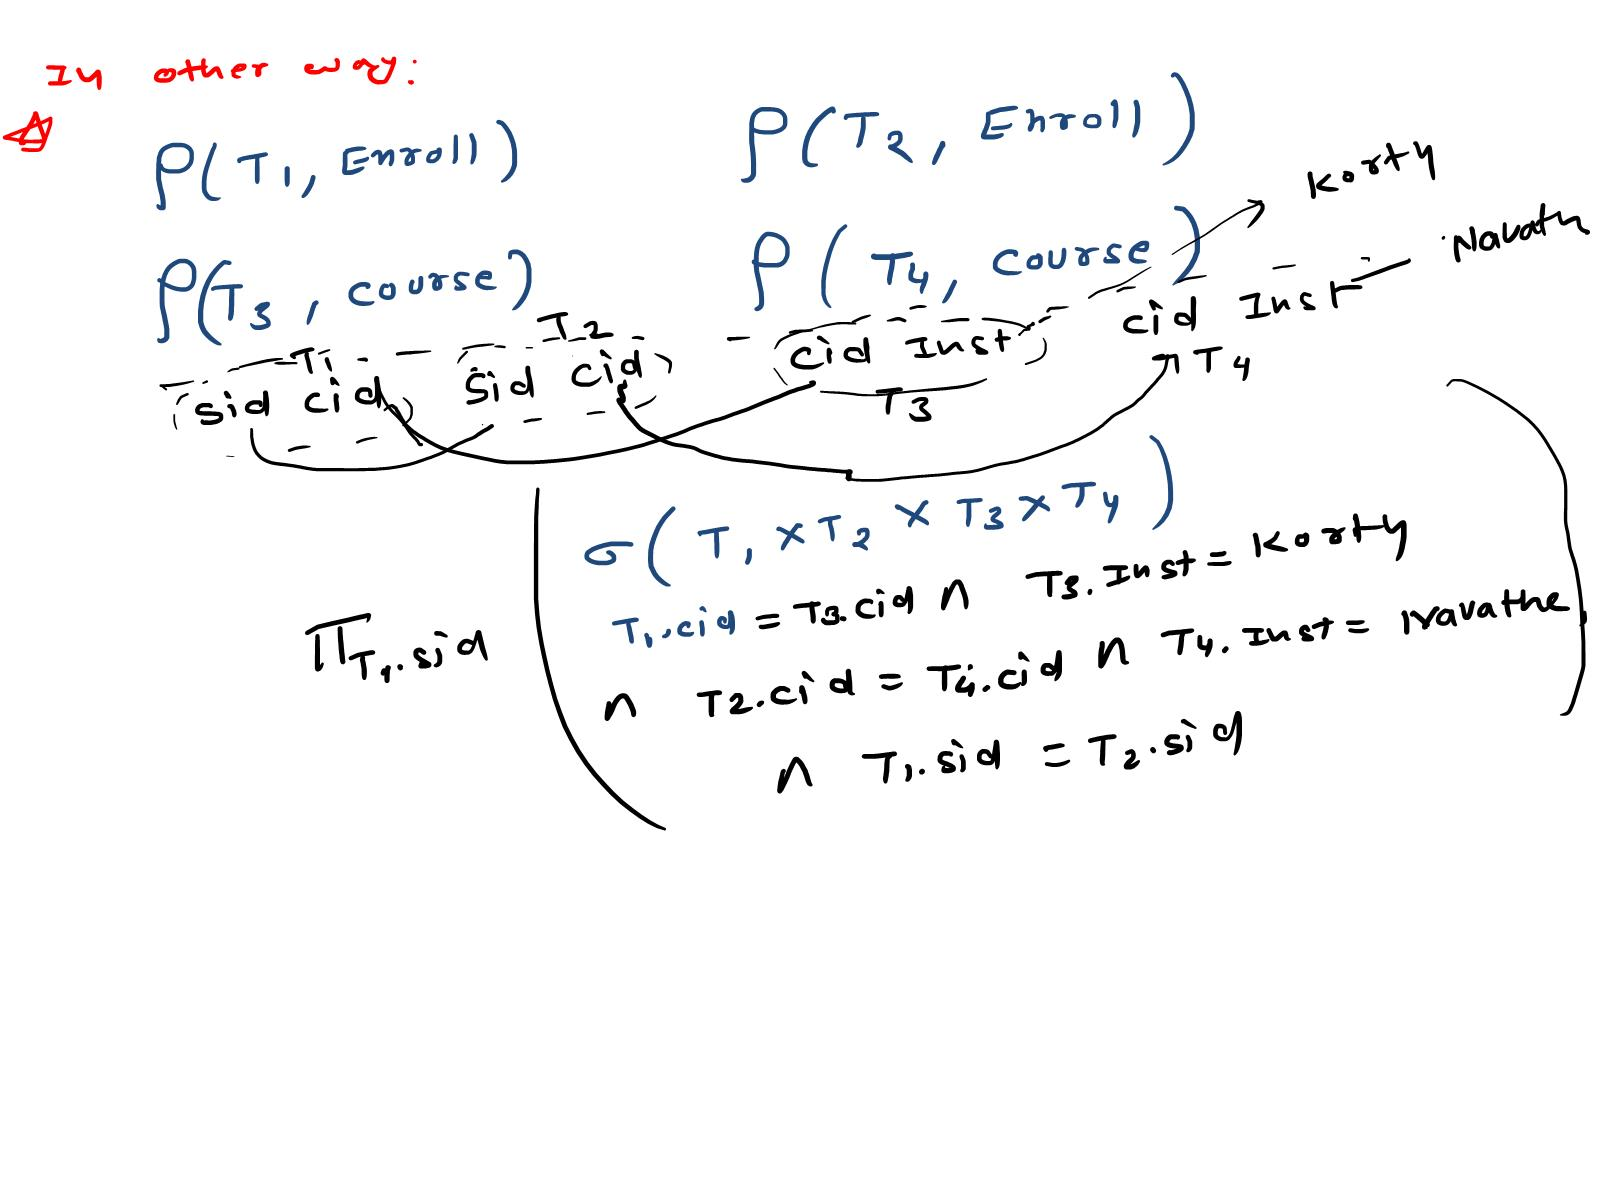 In other way:
ρ(T1, Enroll) ρ(T2, Enroll)
ρ(T3, course) ρ(T4, course) Korty
T1 T2 Navath
sid cid sid cid cid Inst cid Inst
T3 T4
σ(T1 × T2 × T3 × T4)
T1.cid = T3.cid ∩ T3.Inst = Korty
πT1.sid
∩ T2.cid = T4.cid ∩ T4.Inst = Navathe
∩ T1.sid = T2.sid